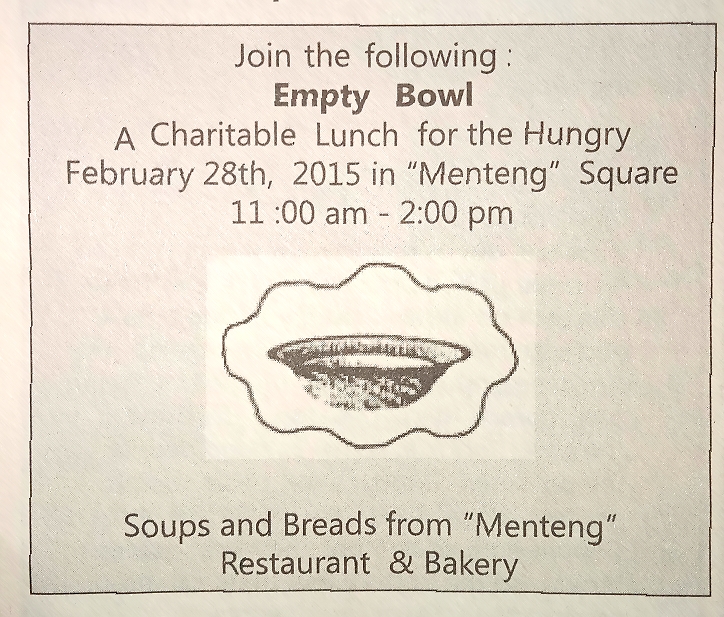 Join the following :
Empty Bowl
A Charitable Lunch for the Hungry
February 28th, 2015 in "Menteng" Square
11 :00 am - 2:00 pm
Soups and Breads from "Menteng"
Restaurant & Bakery